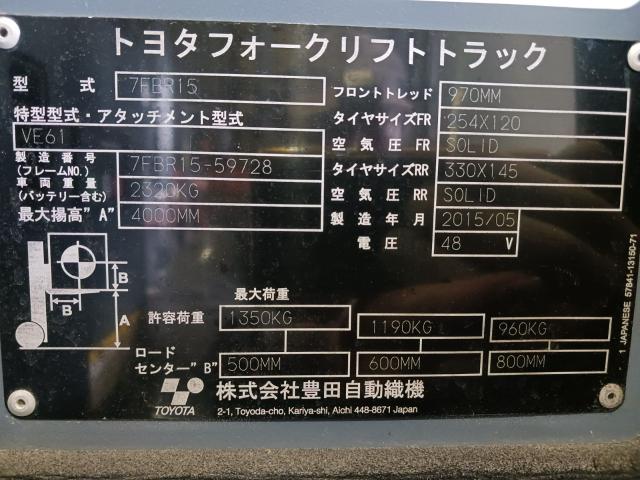 トヨタフォークリフトトラック
型式 7FBR15
特型型式・アタッチメント型式
VE61
製造番号
(フレームNO.) 7FBR15-59728
車両重量
(バッテリー含む) 2320KG
最大揚高"A" 4000MM
フロントトレッド 970MM
タイヤサイズFR 254X120
空気圧 FR SOLID
タイヤサイズRR 330X145
空気圧 RR SOLID
製造年月 2015/05
電圧 48 V
B
B
A
最大荷重
許容荷重 1350KG 1190KG 960KG
ロード
センター"B" 500MM 600MM 800MM
TOYOTA
株式会社豊田自動織機
2-1, Toyoda-cho, Kariya-shi, Aichi 448-8671 Japan
1 JAPANESE 57841-13150-71